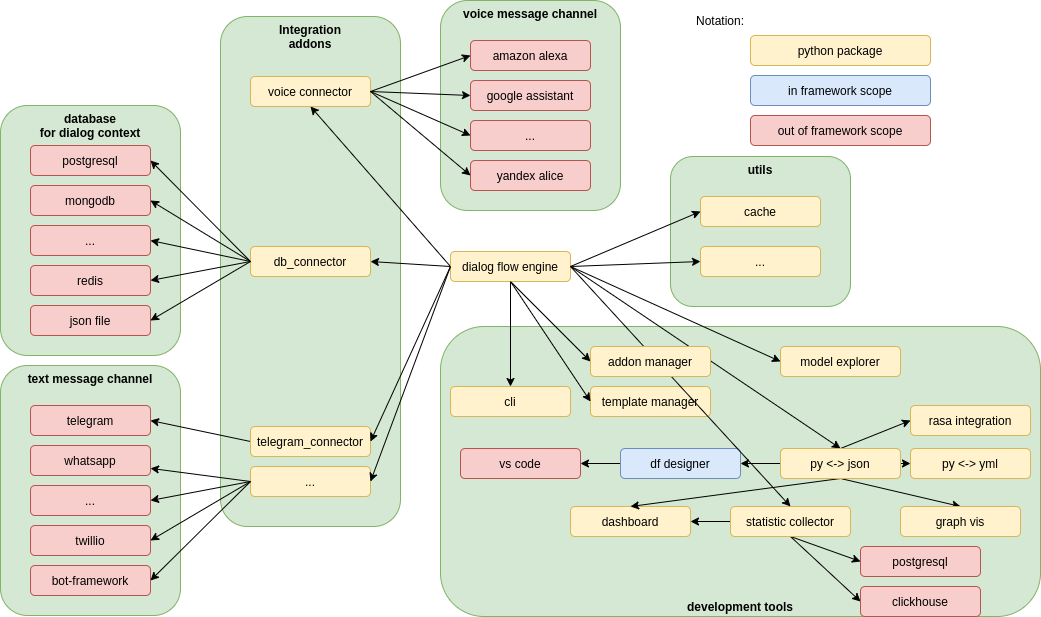 Notation:
python package
in framework scope
out of framework scope
voice message channel
amazon alexa
google assistant
...
yandex alice
Integration
addons
voice connector
db_connector
telegram_connector
...
database
for dialog context
postgresql
mongodb
...
redis
json file
text message channel
telegram
whatsapp
...
twillio
bot-framework
dialog flow engine
utils
cache
...
addon manager
model explorer
cli
template manager
rasa integration
vs code
df designer
py <-> json
py <-> yml
dashboard
statistic collector
graph vis
postgresql
clickhouse
development tools